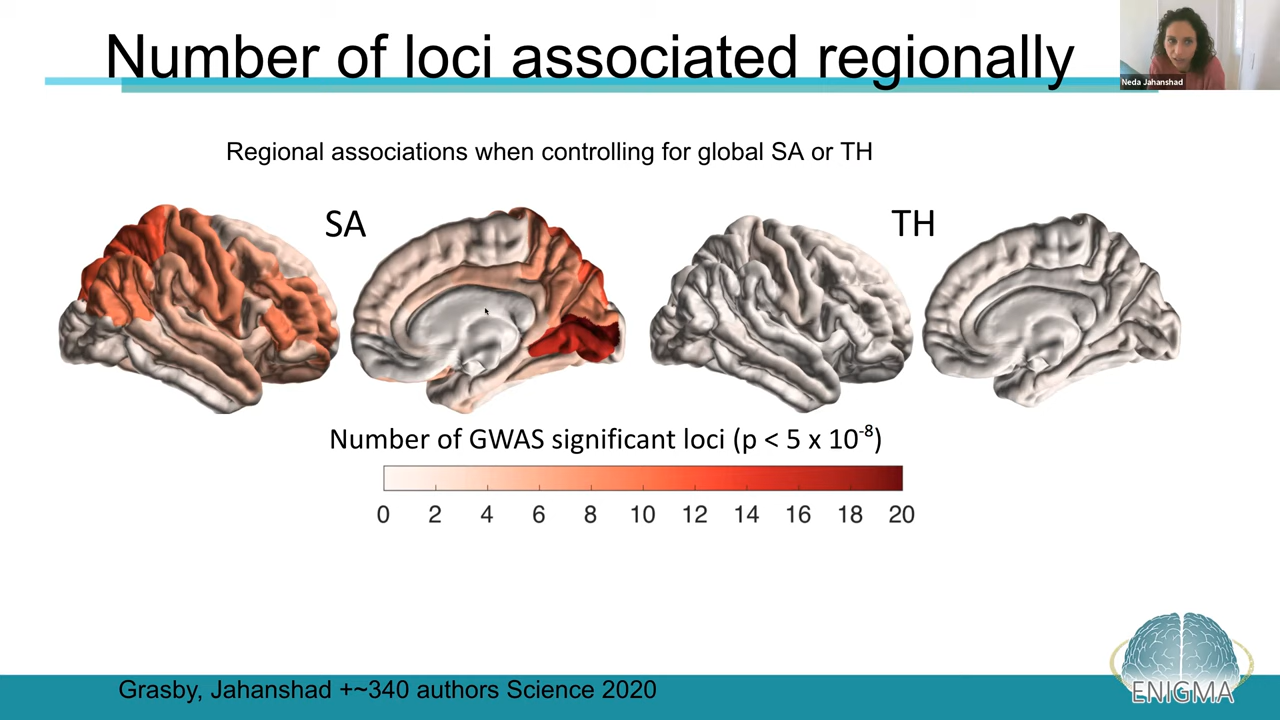 Number of loci associated regionally
Neda Jahanshad
Regional associations when controlling for global SA or TH
SA
TH
Number of GWAS significant loci (p < 5 x 10⁻⁸)
0 2 4 6 8 10 12 14 16 18 20
Grasby, Jahanshad +~340 authors Science 2020
ENIGMA